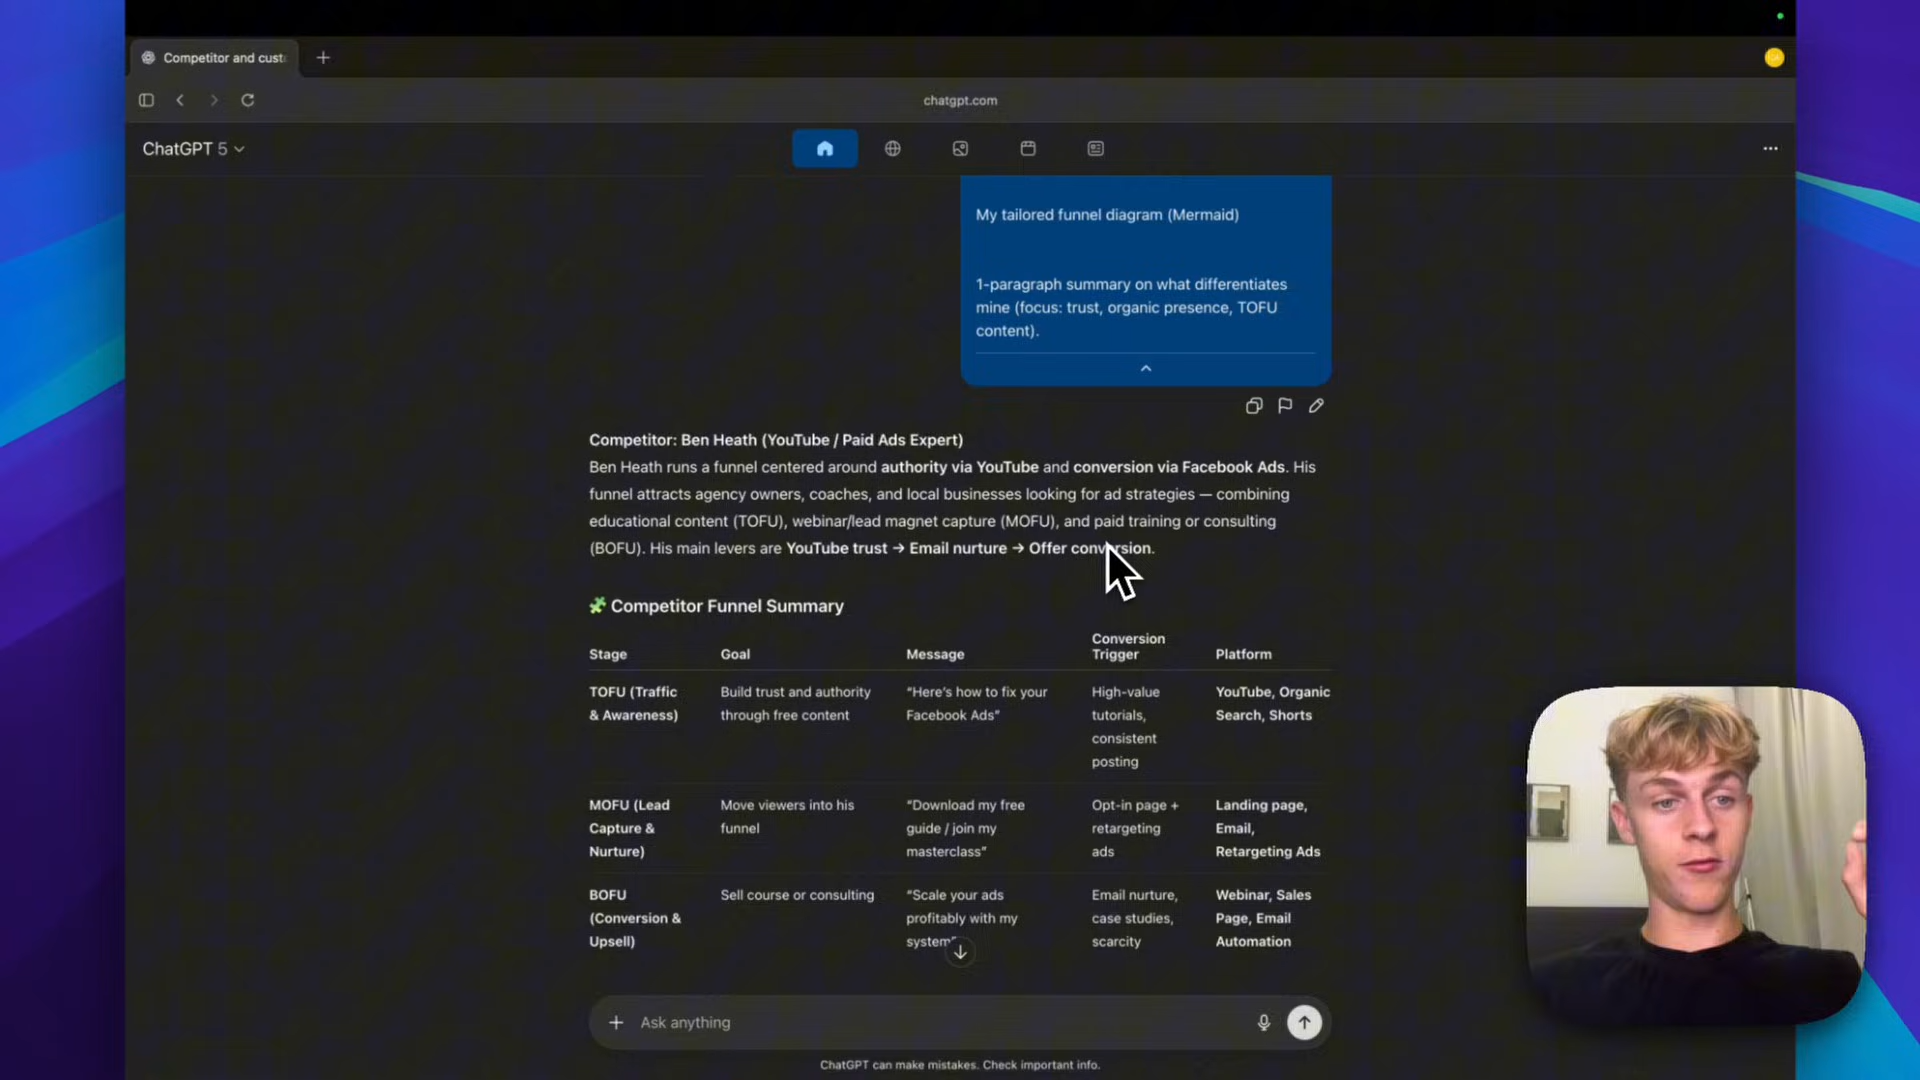 Competitor and cust
chatgpt.com
ChatGPT 5
My tailored funnel diagram (Mermaid)
1-paragraph summary on what differentiates
mine (focus: trust, organic presence, TOFU
content).
Competitor: Ben Heath (YouTube / Paid Ads Expert)
Ben Heath runs a funnel centered around authority via YouTube and conversion via Facebook Ads. His
funnel attracts agency owners, coaches, and local businesses looking for ad strategies — combining
educational content (TOFU), webinar/lead magnet capture (MOFU), and paid training or consulting
(BOFU). His main levers are YouTube trust → Email nurture → Offer conversion.
Competitor Funnel Summary
Stage Goal Message Conversion Trigger Platform
TOFU (Traffic Build trust and authority “Here’s how to fix your High-value YouTube, Organic
& Awareness) through free content Facebook Ads” tutorials, Search, Shorts
consistent
posting
MOFU (Lead Move viewers into his “Download my free Opt-in page + Landing page,
Capture & funnel guide / join my retargeting Email,
Nurture) masterclass” ads Retargeting Ads
BOFU Sell course or consulting “Scale your ads Email nurture, Webinar, Sales
(Conversion & profitably with my case studies, Page, Email
Upsell) system” scarcity Automation
Ask anything
ChatGPT can make mistakes. Check important info.